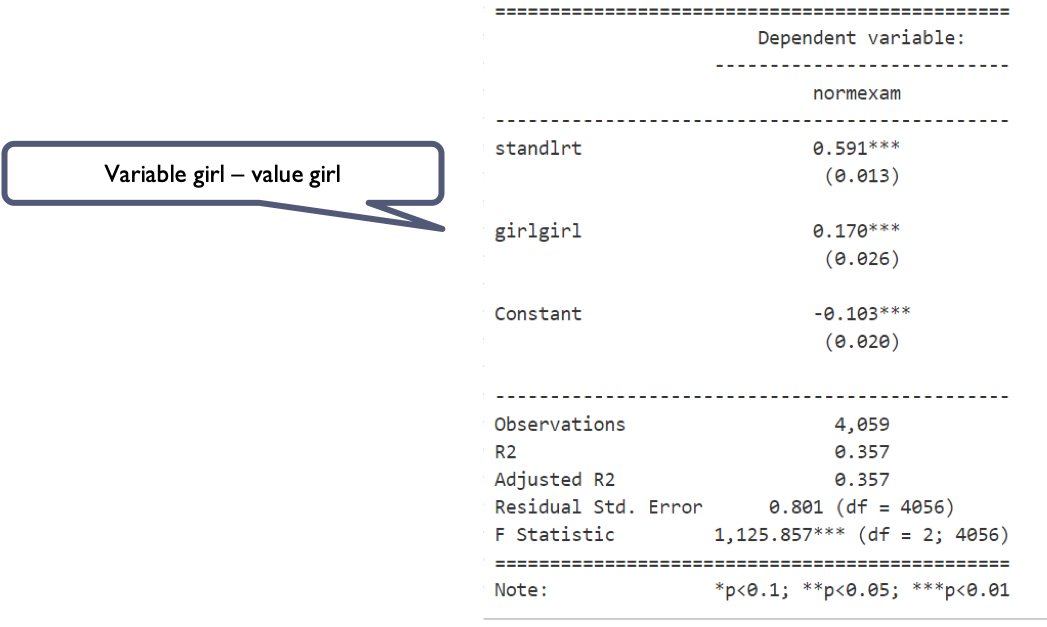 ===============================================
Dependent variable:
---------------------------
normexam
-----------------------------------------------
Variable girl – value girl
standlrt 0.591***
(0.013)
girlgirl 0.170***
(0.026)
Constant -0.103***
(0.020)
-----------------------------------------------
Observations 4,059
R2 0.357
Adjusted R2 0.357
Residual Std. Error 0.801 (df = 4056)
F Statistic 1,125.857*** (df = 2; 4056)
===============================================
Note: *p<0.1; **p<0.05; ***p<0.01